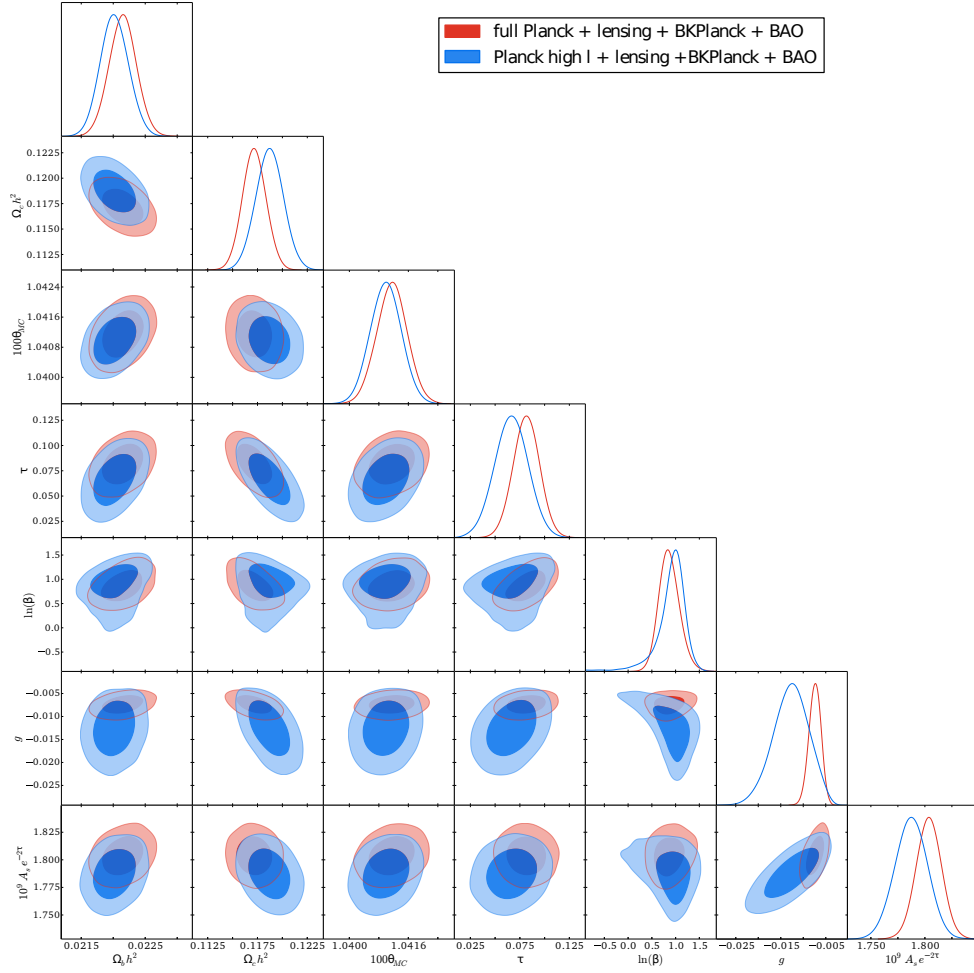 full Planck + lensing + BKPlanck + BAO
Planck high l + lensing +BKPlanck + BAO
0.1225
0.1200
0.1175
0.1150
0.1125
Ω_c h²
1.0424
1.0416
1.0408
1.0400
100θ_MC
0.125
0.100
0.075
0.050
0.025
τ
1.5
1.0
0.5
0.0
−0.5
ln(β)
−0.005
−0.010
−0.015
−0.020
−0.025
g
1.825
1.800
1.775
1.750
10⁹ A_s e^{−2τ}
0.0215 0.0225 0.1125 0.1175 0.1225 1.0400 1.0416 0.025 0.075 0.125 −0.5 0.0 0.5 1.0 1.5 −0.025 −0.015 −0.005 1.750 1.800
Ω_b h² Ω_c h² 100θ_MC τ ln(β) g 10⁹ A_s e^{−2τ}